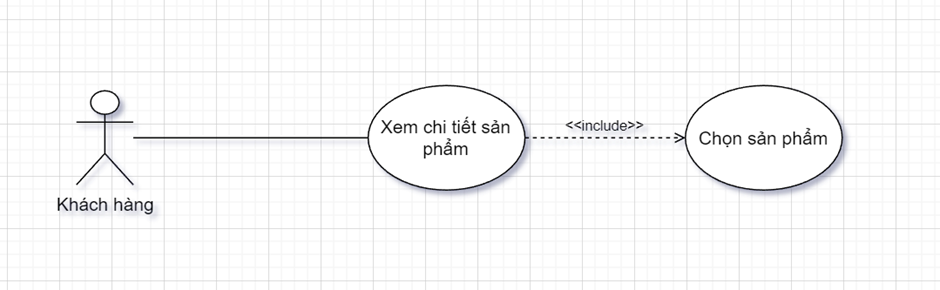 Xem chi tiết sản
phẩm
<<include>>
Chọn sản phẩm
Khách hàng